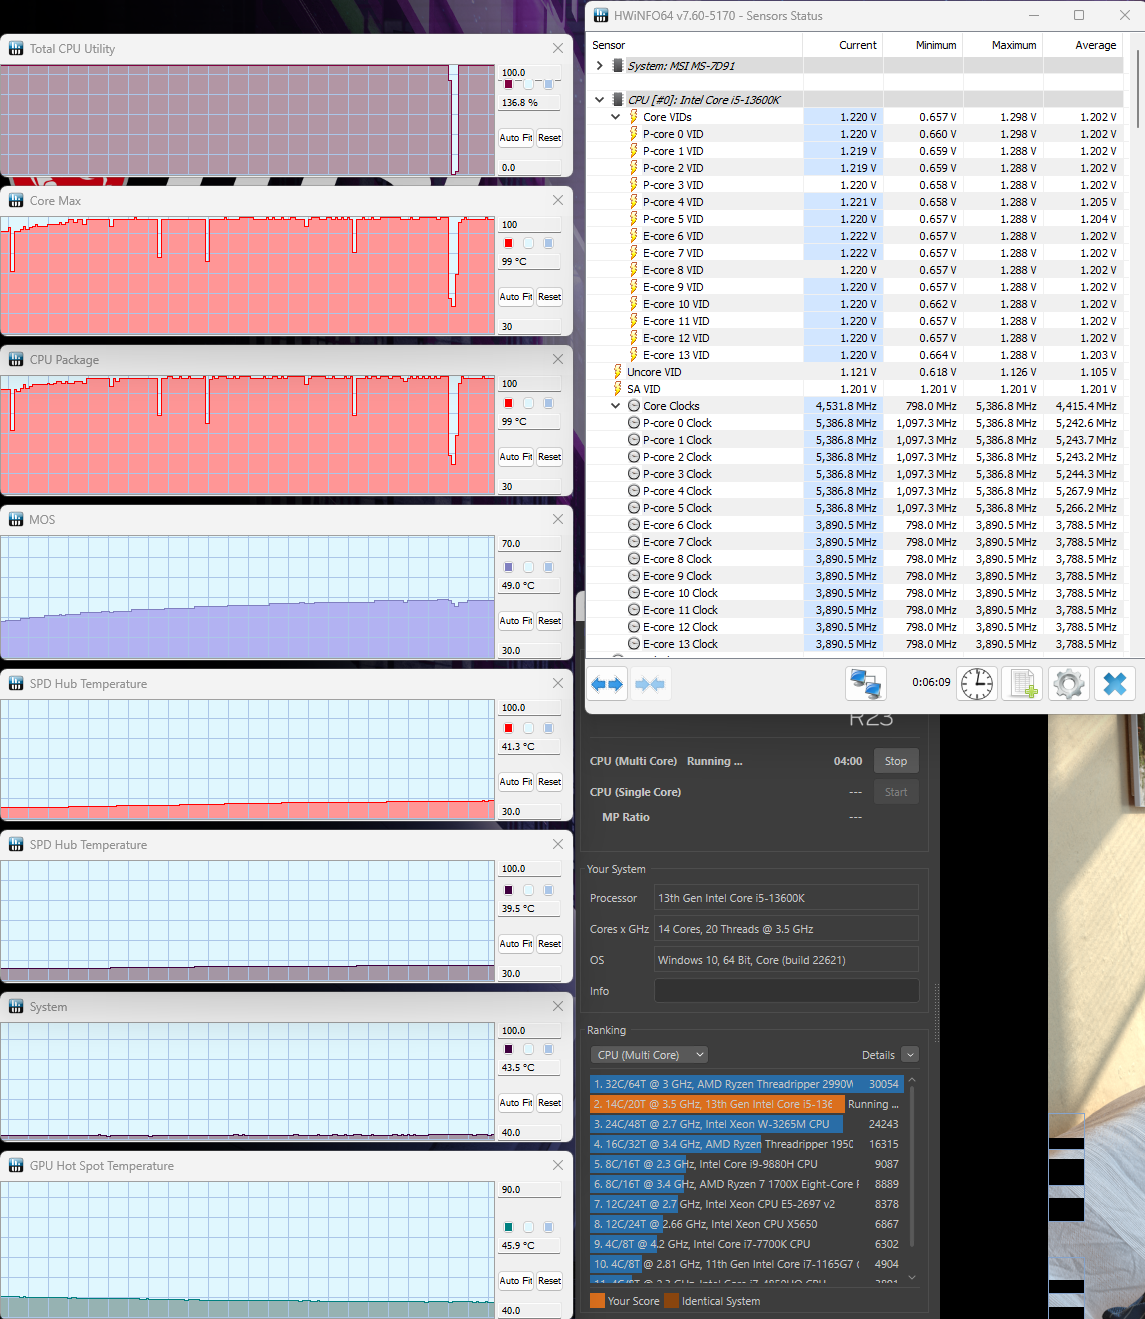 Total CPU Utility
100.0
136.8 %
Auto Fit Reset
0.0
Core Max
100
99 °C
Auto Fit Reset
30
CPU Package
100
99 °C
Auto Fit Reset
30
MOS
70.0
49.0 °C
Auto Fit Reset
30.0
SPD Hub Temperature
100.0
41.3 °C
Auto Fit Reset
30.0
SPD Hub Temperature
100.0
39.5 °C
Auto Fit Reset
30.0
System
100.0
43.5 °C
Auto Fit Reset
40.0
GPU Hot Spot Temperature
90.0
45.9 °C
Auto Fit Reset
40.0
HWiNFO64 v7.60-5170 - Sensors Status
Sensor Current Minimum Maximum Average
System: MSI MS-7D91
CPU [#0]: Intel Core i5-13600K
Core VIDs 1.220 V 0.657 V 1.298 V 1.202 V
P-core 0 VID 1.220 V 0.660 V 1.298 V 1.202 V
P-core 1 VID 1.219 V 0.659 V 1.288 V 1.202 V
P-core 2 VID 1.219 V 0.659 V 1.288 V 1.202 V
P-core 3 VID 1.220 V 0.658 V 1.288 V 1.202 V
P-core 4 VID 1.221 V 0.658 V 1.288 V 1.205 V
P-core 5 VID 1.220 V 0.657 V 1.288 V 1.204 V
E-core 6 VID 1.222 V 0.657 V 1.288 V 1.202 V
E-core 7 VID 1.222 V 0.657 V 1.288 V 1.202 V
E-core 8 VID 1.220 V 0.657 V 1.288 V 1.202 V
E-core 9 VID 1.220 V 0.657 V 1.288 V 1.202 V
E-core 10 VID 1.220 V 0.662 V 1.288 V 1.202 V
E-core 11 VID 1.220 V 0.657 V 1.288 V 1.202 V
E-core 12 VID 1.220 V 0.657 V 1.288 V 1.202 V
E-core 13 VID 1.220 V 0.664 V 1.288 V 1.203 V
Uncore VID 1.121 V 0.618 V 1.126 V 1.105 V
SA VID 1.201 V 1.201 V 1.201 V 1.201 V
Core Clocks 4,531.8 MHz 798.0 MHz 5,386.8 MHz 4,415.4 MHz
P-core 0 Clock 5,386.8 MHz 1,097.3 MHz 5,386.8 MHz 5,242.6 MHz
P-core 1 Clock 5,386.8 MHz 1,097.3 MHz 5,386.8 MHz 5,243.7 MHz
P-core 2 Clock 5,386.8 MHz 1,097.3 MHz 5,386.8 MHz 5,243.2 MHz
P-core 3 Clock 5,386.8 MHz 1,097.3 MHz 5,386.8 MHz 5,244.3 MHz
P-core 4 Clock 5,386.8 MHz 1,097.3 MHz 5,386.8 MHz 5,267.9 MHz
P-core 5 Clock 5,386.8 MHz 1,097.3 MHz 5,386.8 MHz 5,266.2 MHz
E-core 6 Clock 3,890.5 MHz 798.0 MHz 3,890.5 MHz 3,788.5 MHz
E-core 7 Clock 3,890.5 MHz 798.0 MHz 3,890.5 MHz 3,788.5 MHz
E-core 8 Clock 3,890.5 MHz 798.0 MHz 3,890.5 MHz 3,788.5 MHz
E-core 9 Clock 3,890.5 MHz 798.0 MHz 3,890.5 MHz 3,788.5 MHz
E-core 10 Clock 3,890.5 MHz 798.0 MHz 3,890.5 MHz 3,788.5 MHz
E-core 11 Clock 3,890.5 MHz 798.0 MHz 3,890.5 MHz 3,788.5 MHz
E-core 12 Clock 3,890.5 MHz 798.0 MHz 3,890.5 MHz 3,788.5 MHz
E-core 13 Clock 3,890.5 MHz 798.0 MHz 3,890.5 MHz 3,788.5 MHz
0:06:09
R23
CPU (Multi Core) Running ... 04:00 Stop
CPU (Single Core) --- Start
MP Ratio ---
Your System
Processor 13th Gen Intel Core i5-13600K
Cores x GHz 14 Cores, 20 Threads @ 3.5 GHz
OS Windows 10, 64 Bit, Core (build 22621)
Info
Ranking
CPU (Multi Core) Details
1. 32C/64T @ 3 GHz, AMD Ryzen Threadripper 2990W 30054
2. 14C/20T @ 3.5 GHz, 13th Gen Intel Core i5-136 Running ...
3. 24C/48T @ 2.7 GHz, Intel Xeon W-3265M CPU 24243
4. 16C/32T @ 3.4 GHz, AMD Ryzen Threadripper 1950 16315
5. 8C/16T @ 2.3 GHz, Intel Core i9-9880H CPU 9087
6. 8C/16T @ 3.4 GHz, AMD Ryzen 7 1700X Eight-Core 8889
7. 12C/24T @ 2.7 GHz, Intel Xeon CPU E5-2697 v2 8378
8. 12C/24T @ 2.66 GHz, Intel Xeon CPU X5650 6867
9. 4C/8T @ 4.2 GHz, Intel Core i7-7700K CPU 6302
10. 4C/8T @ 2.81 GHz, 11th Gen Intel Core i7-1165G7 4904
11. 4C/8T @ 2.3 GHz, Intel Core i7-4850HQ CPU 3891
Your Score Identical System